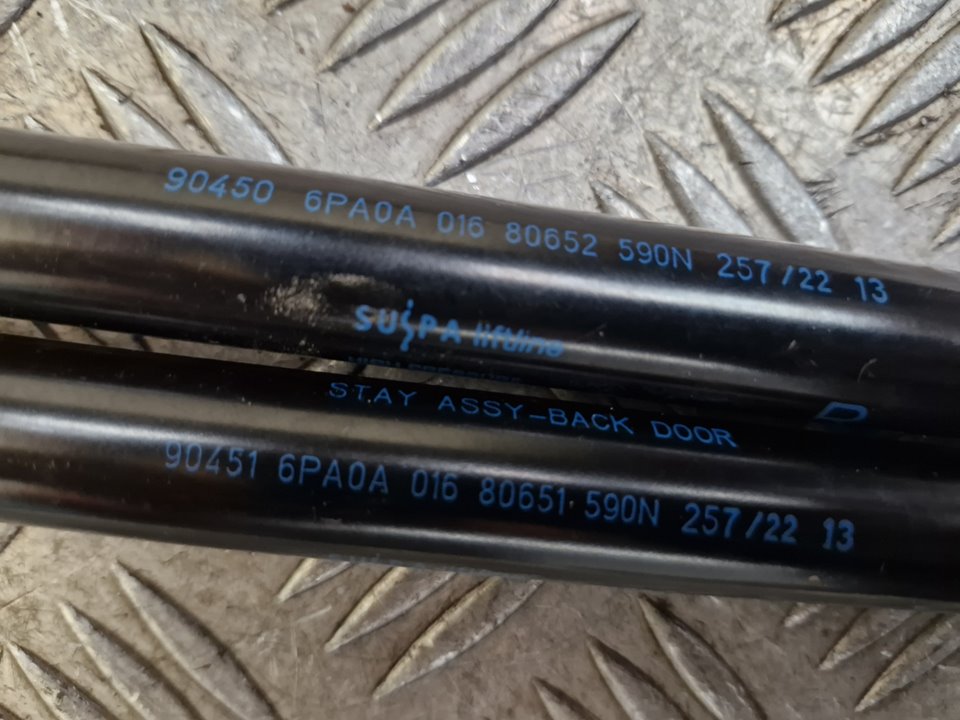 90450 6PA0A 016 80652 590N 257/22 13
SUSPA liftline
D
STAY ASSY-BACK DOOR
90451 6PA0A 016 80651 590N 257/22 13